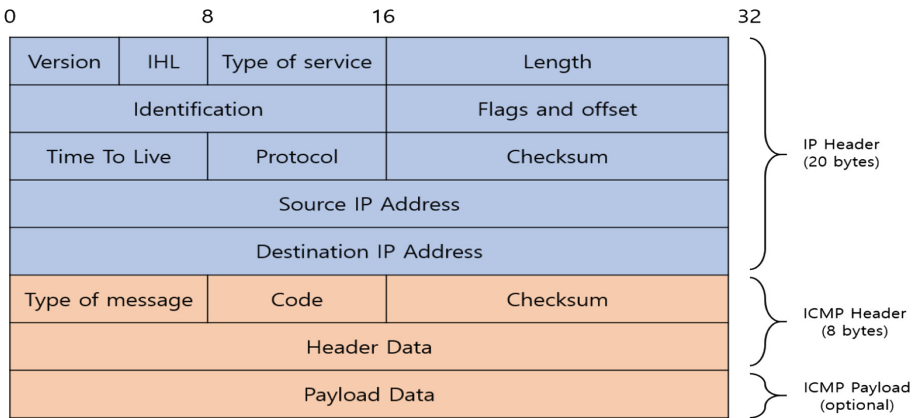 0 8 16 32
Version IHL Type of service Length
Identification Flags and offset
Time To Live Protocol Checksum
Source IP Address
Destination IP Address
IP Header
(20 bytes)
Type of message Code Checksum
Header Data
ICMP Header
(8 bytes)
Payload Data
ICMP Payload
(optional)